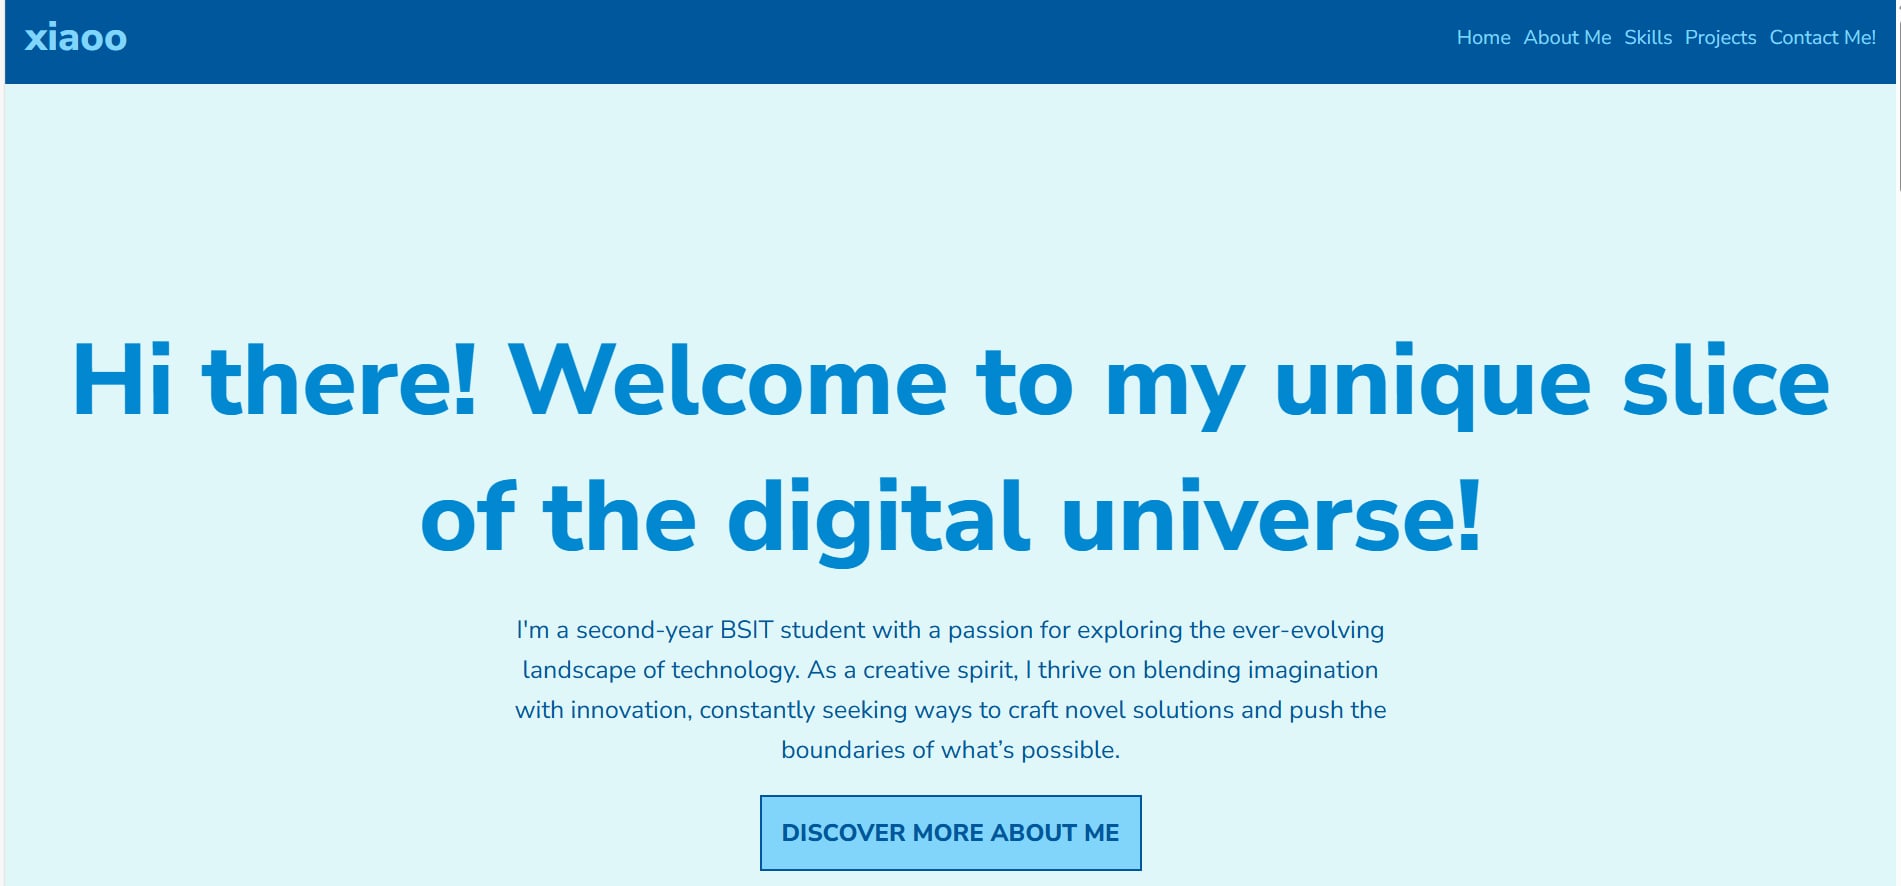 xiaoo
Home About Me Skills Projects Contact Me!
Hi there! Welcome to my unique slice
of the digital universe!
I'm a second-year BSIT student with a passion for exploring the ever-evolving
landscape of technology. As a creative spirit, I thrive on blending imagination
with innovation, constantly seeking ways to craft novel solutions and push the
boundaries of what’s possible.
DISCOVER MORE ABOUT ME